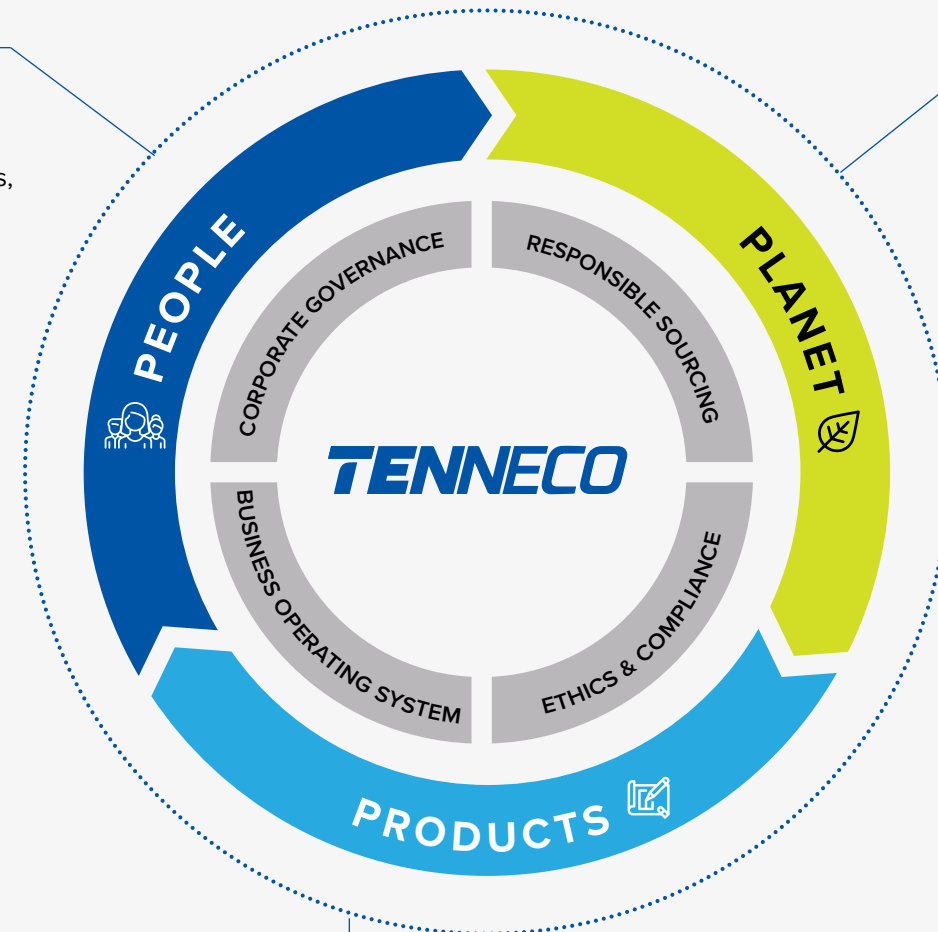 s,
PEOPLE
PLANET
PRODUCTS
CORPORATE GOVERNANCE
RESPONSIBLE SOURCING
BUSINESS OPERATING SYSTEM
ETHICS & COMPLIANCE
TENNECO